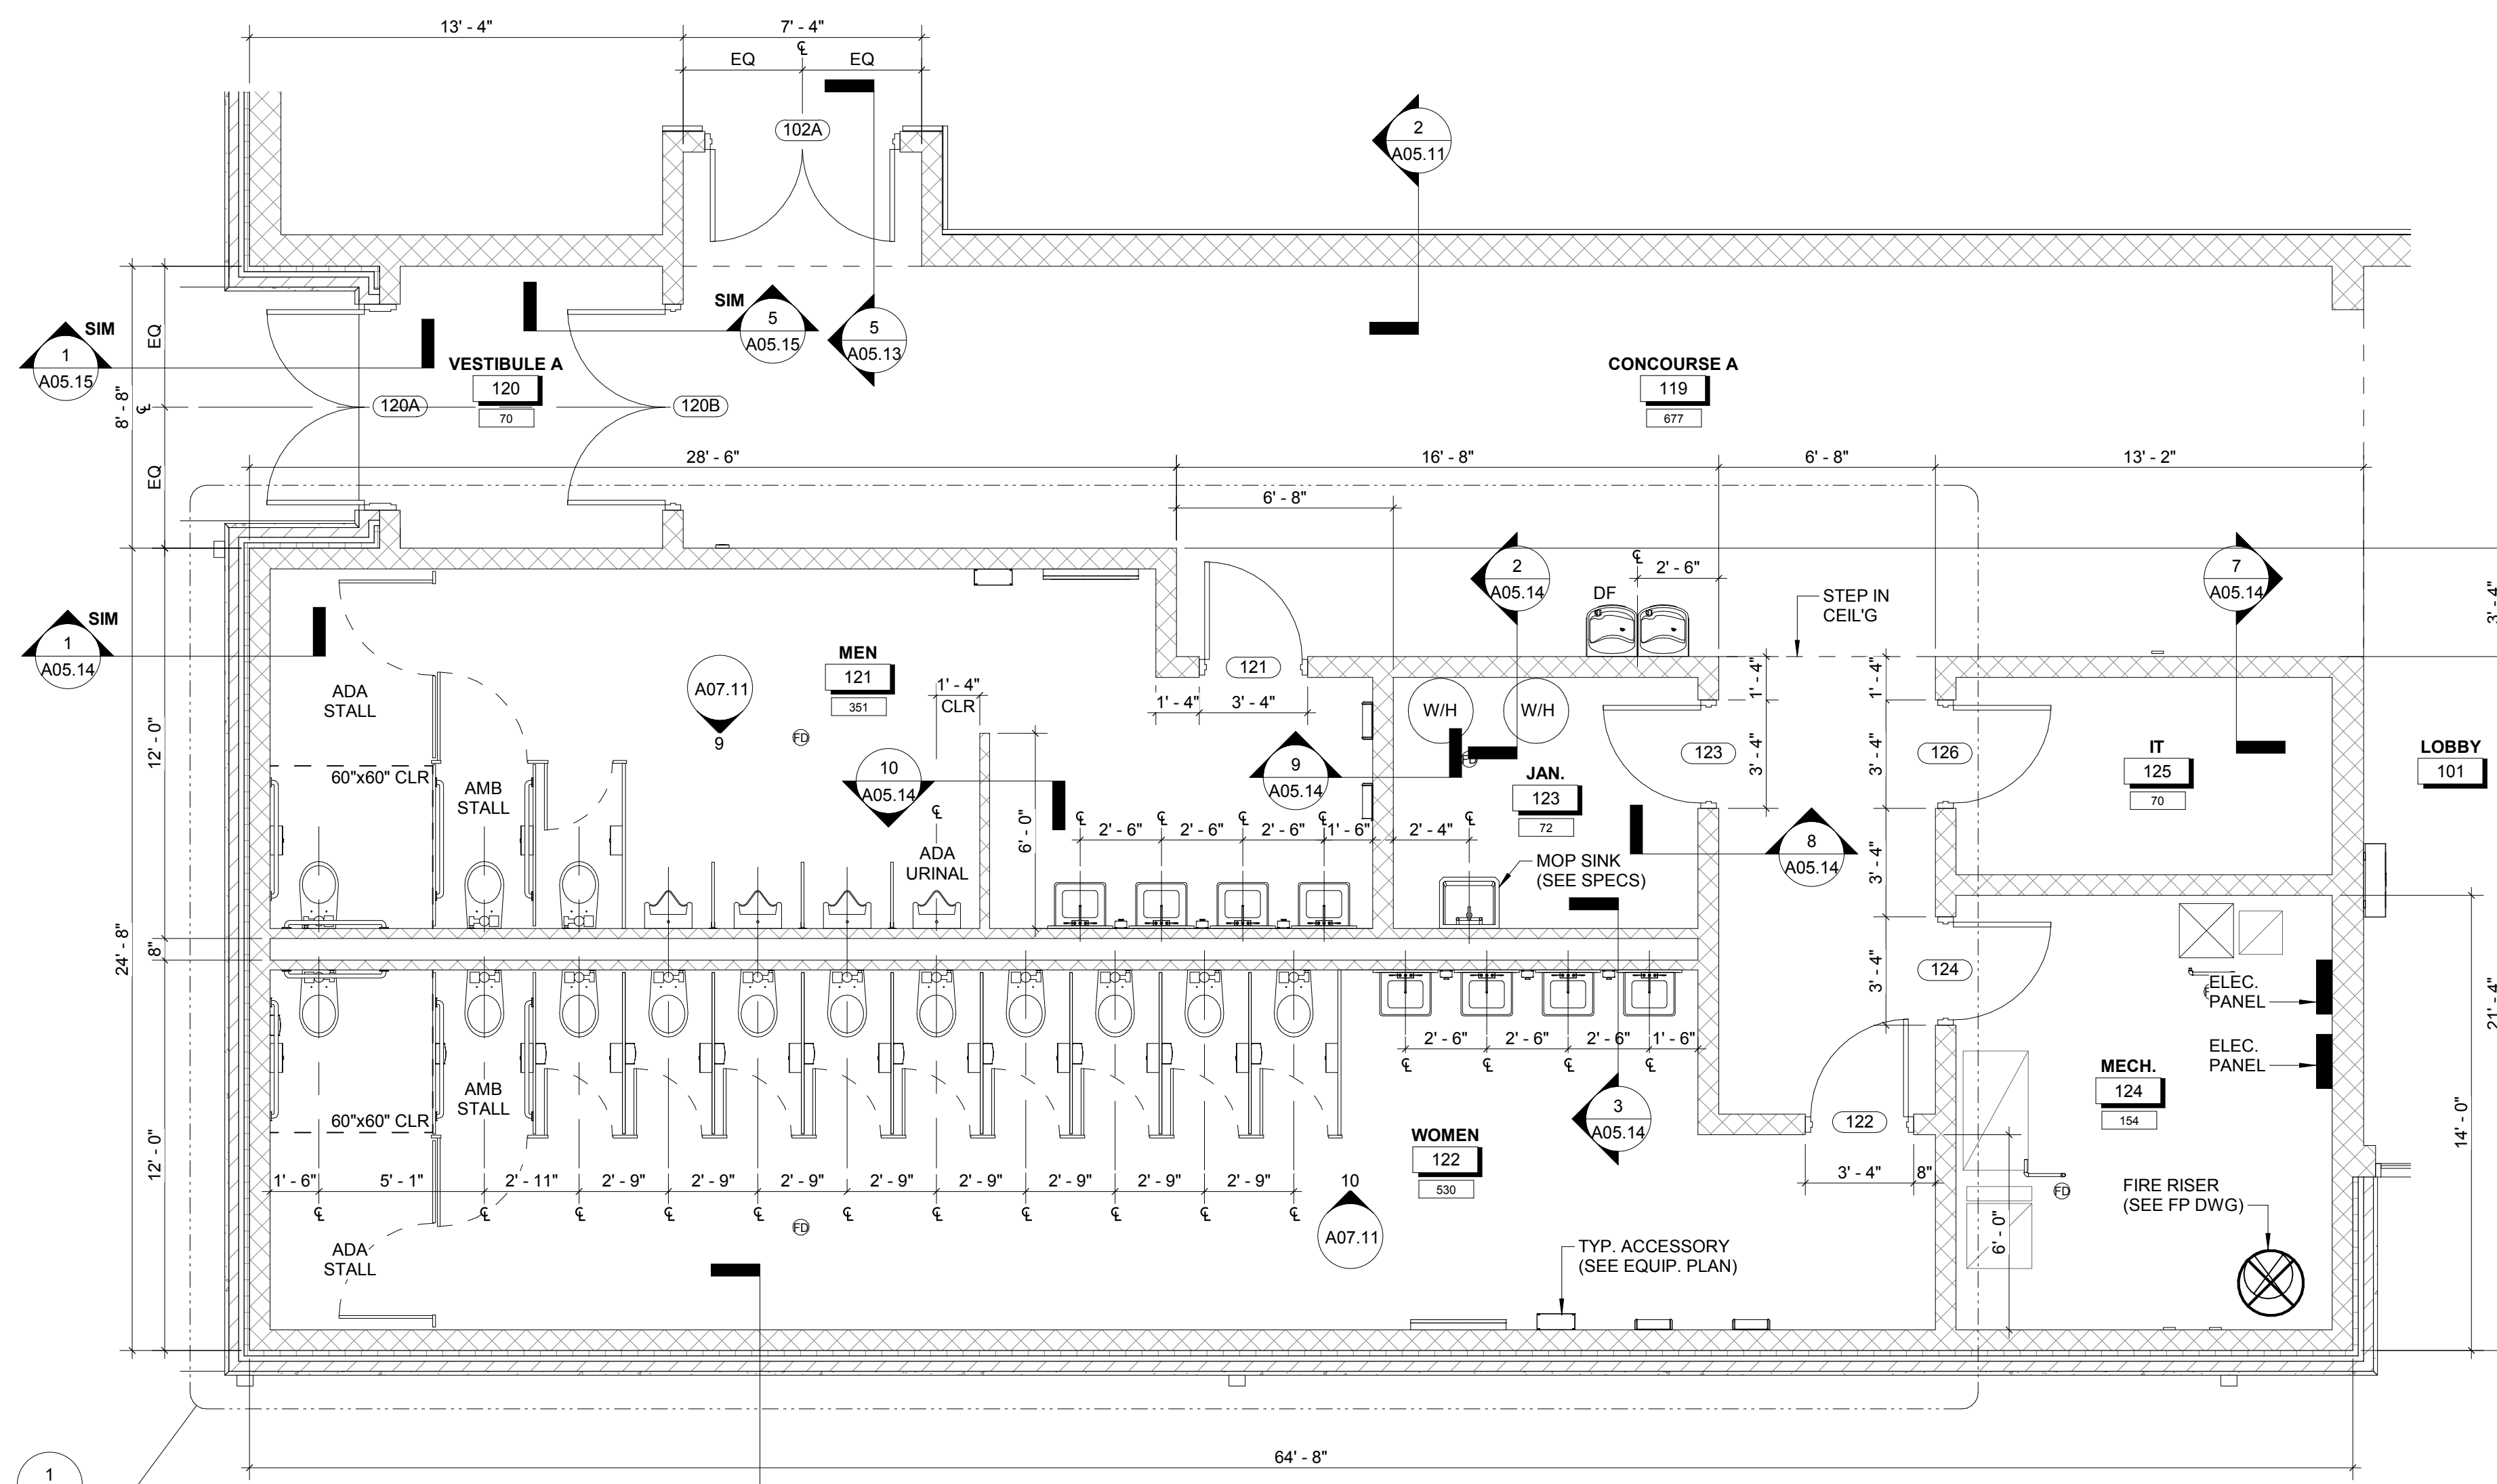 13' - 4"
7' - 4"
EQ
℄
EQ
102A
2
A05.11
SIM
5
A05.15
5
A05.13
SIM
1
A05.15
VESTIBULE A
120
70
120A
120B
CONCOURSE A
119
677
EQ
℄
EQ
8' - 8"
28' - 6"
16' - 8"
6' - 8"
13' - 2"
6' - 8"
℄
2' - 6"
DF
2
A05.14
STEP IN
CEIL'G
7
A05.14
3' - 4"
SIM
1
A05.14
ADA
STALL
A07.11
9
MEN
121
351
1' - 4"
CLR
121
1' - 4"
3' - 4"
W/H
W/H
1' - 4"
1' - 4"
123
126
3' - 4"
3' - 4"
IT
125
70
LOBBY
101
FD
12' - 0"
60"x60" CLR
AMB
STALL
10
A05.14
℄
6' - 0"
9
A05.14
FD
JAN.
123
72
℄
℄
℄
℄
℄
2' - 6"
2' - 6"
2' - 6"
1' - 6"
2' - 4"
8
A05.14
3' - 4"
ADA
URINAL
MOP SINK
(SEE SPECS)
24' - 8"
8"
3' - 4"
124
ELEC.
PANEL
21' - 4"
2' - 6"
2' - 6"
2' - 6"
1' - 6"
℄
℄
℄
℄
ELEC.
PANEL
MECH.
124
154
AMB
STALL
60"x60" CLR
3
A05.14
122
WOMEN
122
530
14' - 0"
12' - 0"
1' - 6"
5' - 1"
2' - 11"
2' - 9"
2' - 9"
2' - 9"
2' - 9"
2' - 9"
2' - 9"
2' - 9"
2' - 9"
3' - 4"
8"
10
A07.11
℄
℄
℄
℄
℄
℄
℄
℄
℄
℄
℄
FD
FD
FIRE RISER
(SEE FP DWG)
6' - 0"
ADA
STALL
TYP. ACCESSORY
(SEE EQUIP. PLAN)
64' - 8"
1